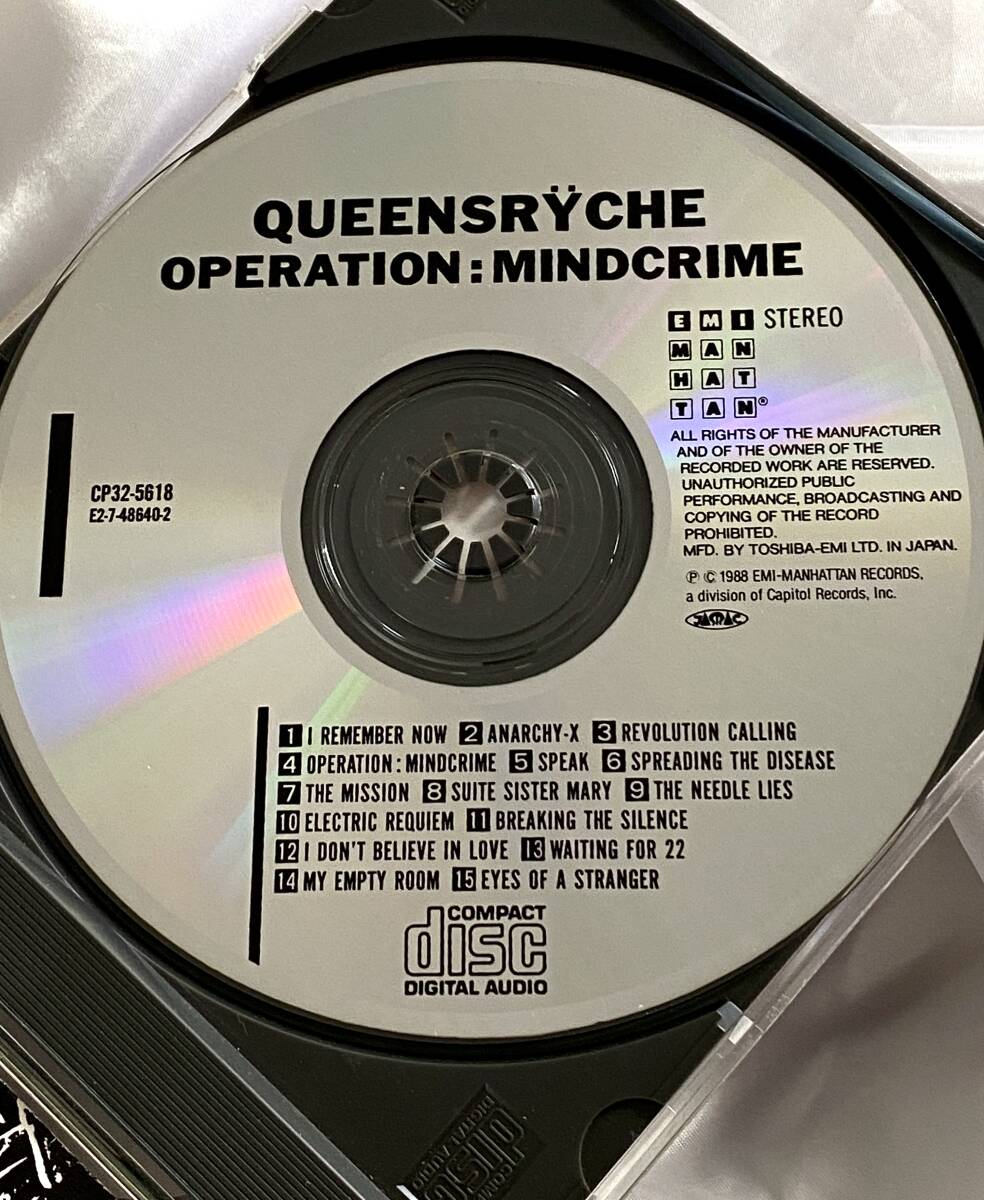 QUEENSRŸCHE
OPERATION:MINDCRIME
EMI STEREO
MAN
HAT
TAN®
ALL RIGHTS OF THE MANUFACTURER
AND OF THE OWNER OF THE
RECORDED WORK ARE RESERVED.
UNAUTHORIZED PUBLIC
PERFORMANCE, BROADCASTING AND
COPYING OF THE RECORD
PROHIBITED.
MFD. BY TOSHIBA-EMI LTD. IN JAPAN.
℗ © 1988 EMI-MANHATTAN RECORDS,
a division of Capitol Records, Inc.
JASRAC
CP32-5618
E2-7-48640-2
1 I REMEMBER NOW 2 ANARCHY-X 3 REVOLUTION CALLING
4 OPERATION:MINDCRIME 5 SPEAK 6 SPREADING THE DISEASE
7 THE MISSION 8 SUITE SISTER MARY 9 THE NEEDLE LIES
10 ELECTRIC REQUIEM 11 BREAKING THE SILENCE
12 I DON'T BELIEVE IN LOVE 13 WAITING FOR 22
14 MY EMPTY ROOM 15 EYES OF A STRANGER
COMPACT
disc
DIGITAL AUDIO
disc
DIGITAL AUDIO